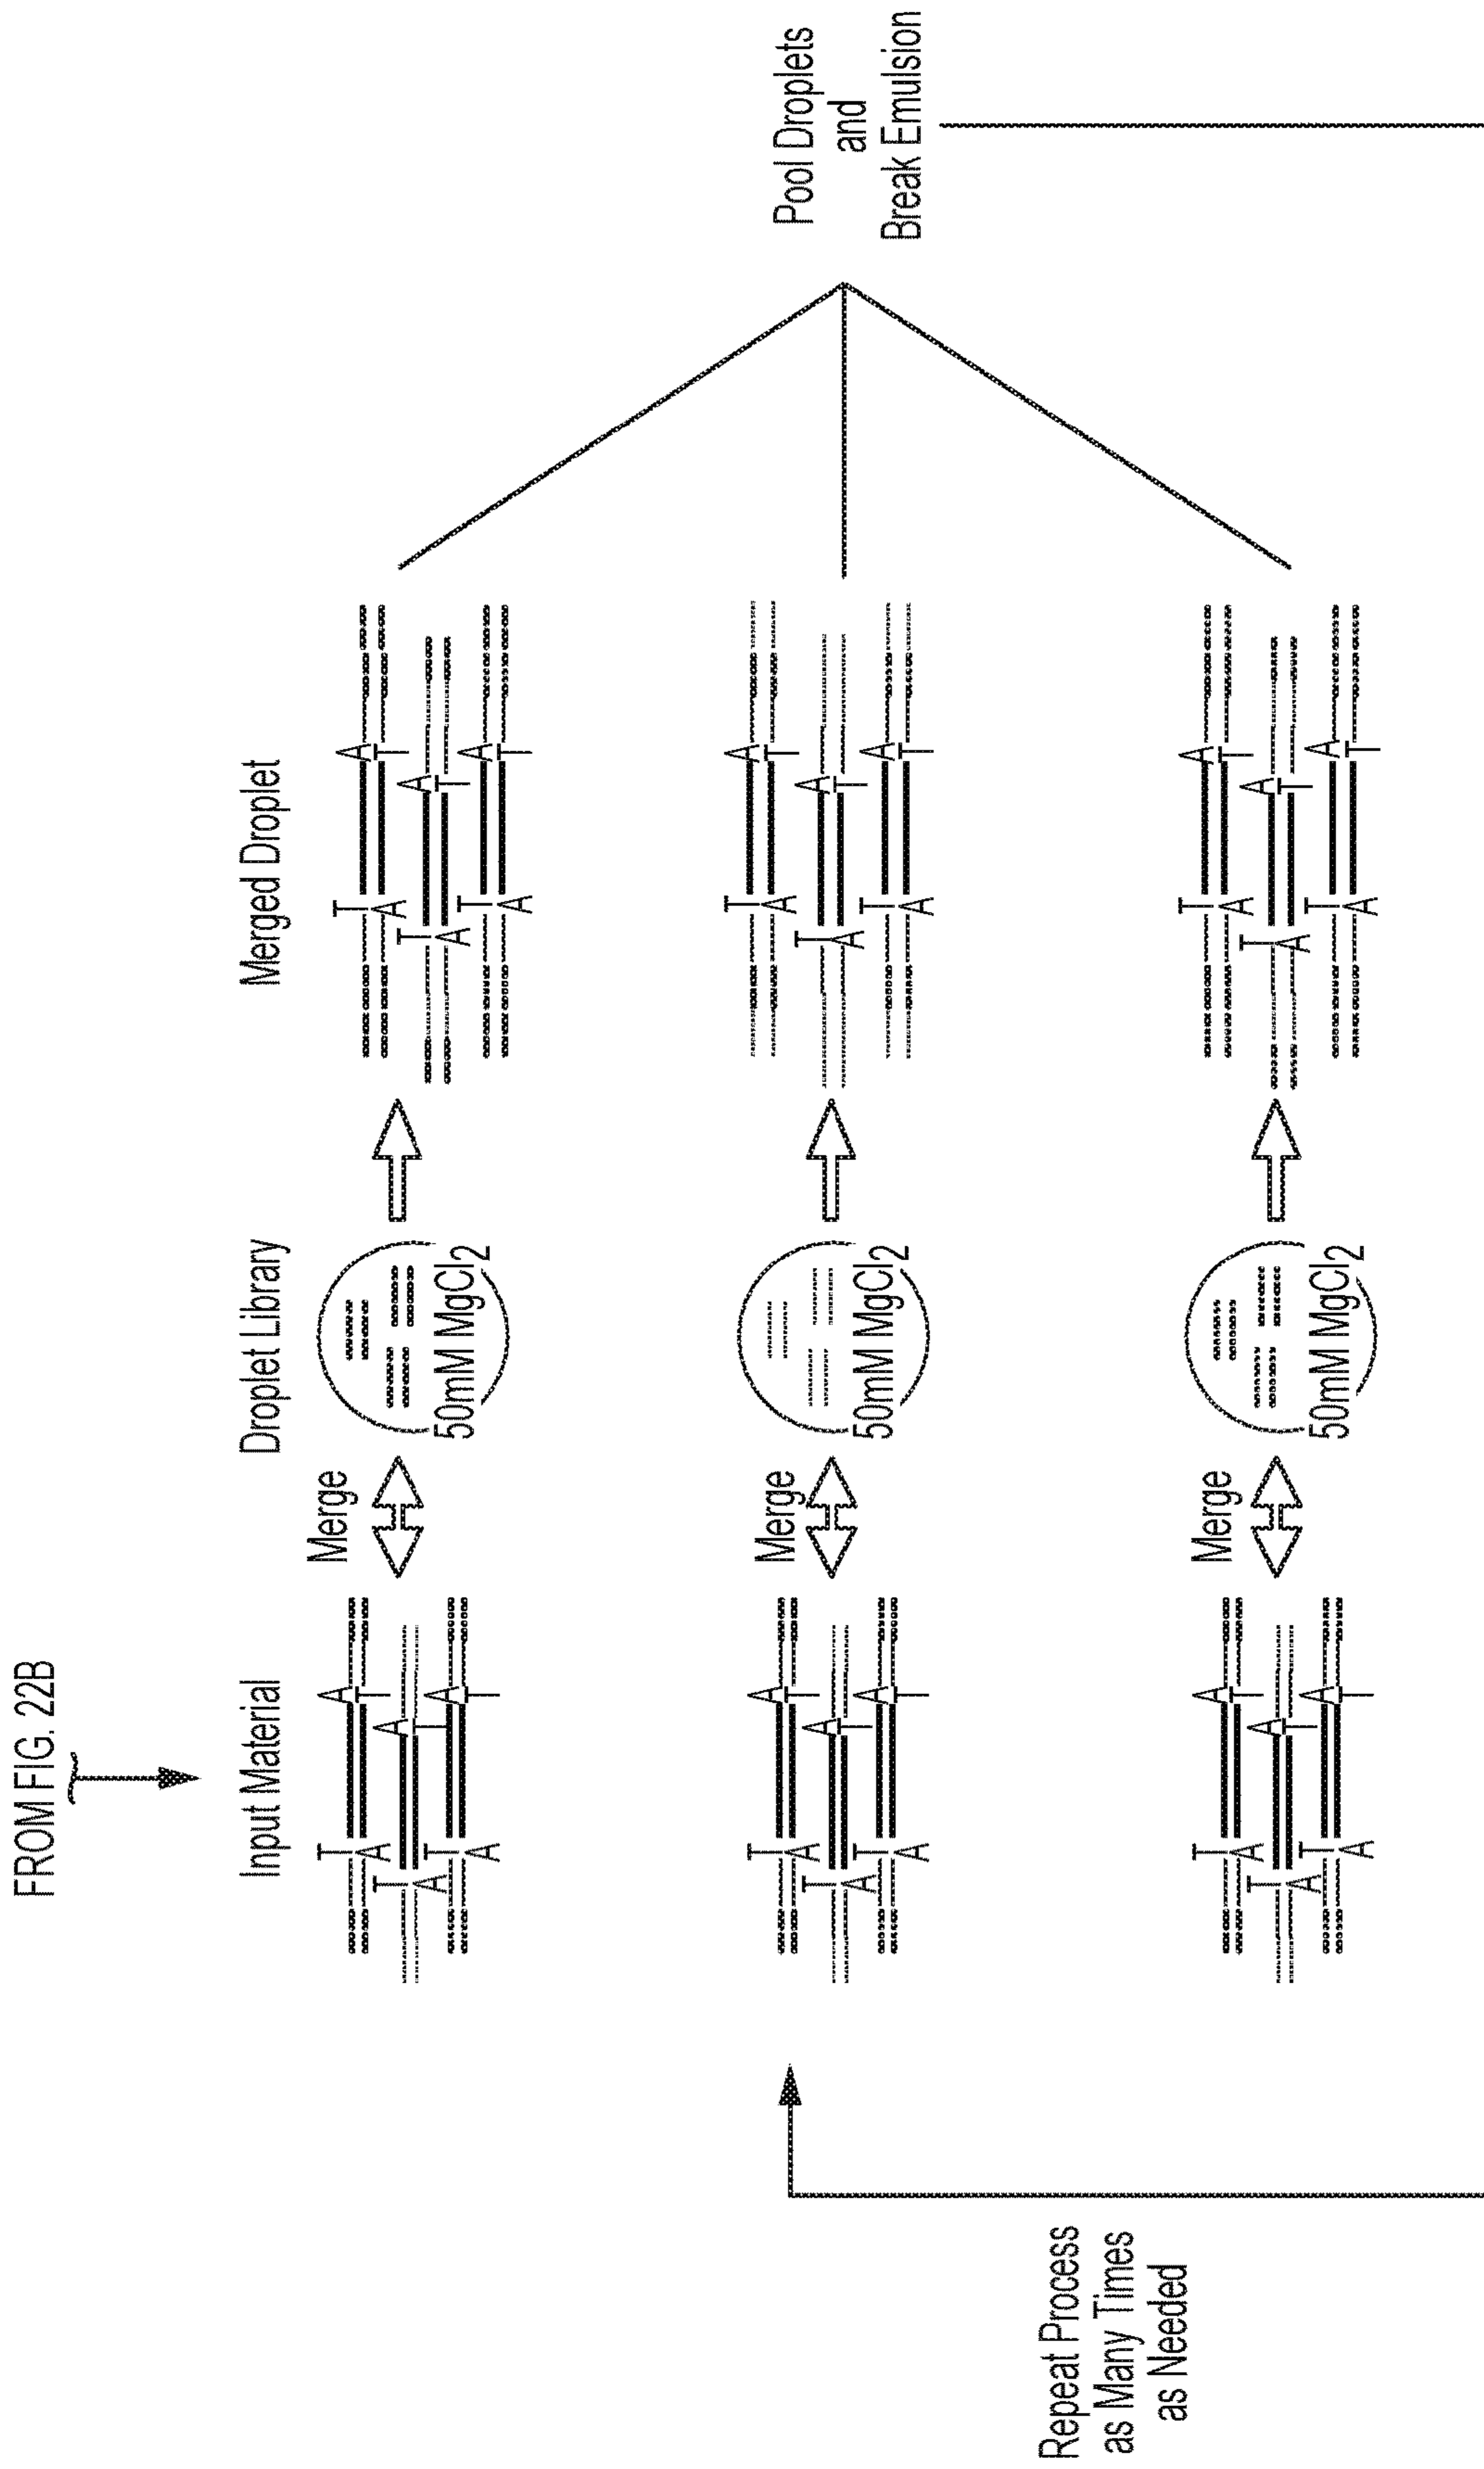 FROM FIG. 22B
Input Material
Droplet Library
Merged Droplet
T
A
A
T
T
A
A
T
T
A
A
T
Merge
50mM MgCl2
T
A
A
T
T
A
A
T
T
A
A
T
T
A
A
T
T
A
A
T
T
A
A
T
Merge
50mM MgCl2
T
A
A
T
T
A
A
T
T
A
A
T
Pool Droplets
and
Break Emulsion
T
A
A
T
T
A
A
T
T
A
A
T
Merge
50mM MgCl2
T
A
A
T
T
A
A
T
T
A
A
T
Repeat Process
as Many Times
as Needed